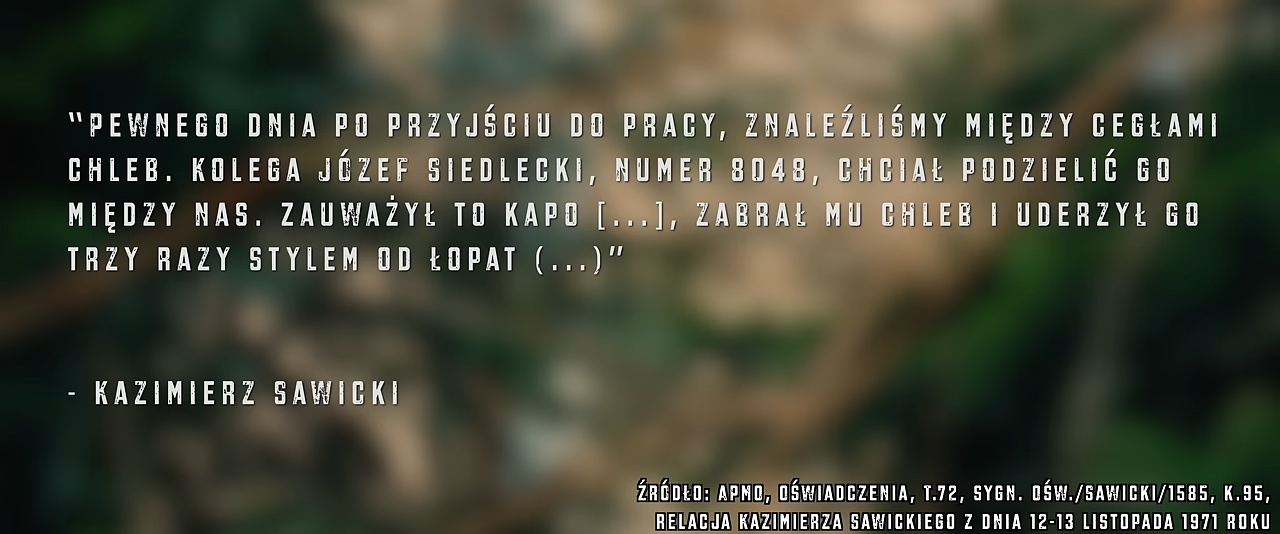 "PEWNEGO DNIA PO PRZYJŚCIU DO PRACY, ZNALEŹLIŚMY MIĘDZY CEGŁAMI
CHLEB. KOLEGA JÓZEF SIEDLECKI, NUMER 8048, CHCIAŁ PODZIELIĆ GO
MIĘDZY NAS. ZAUWAŻYŁ TO KAPO [...], ZABRAŁ MU CHLEB I UDERZYŁ GO
TRZY RAZY STYLEM OD ŁOPAT (...)"
- KAZIMIERZ SAWICKI
ŹRÓDŁO: APMO, OŚWIADCZENIA, T.72, SYGN. OŚW./SAWICKI/1585, K.95,
RELACJA KAZIMIERZA SAWICKIEGO Z DNIA 12-13 LISTOPADA 1971 ROKU